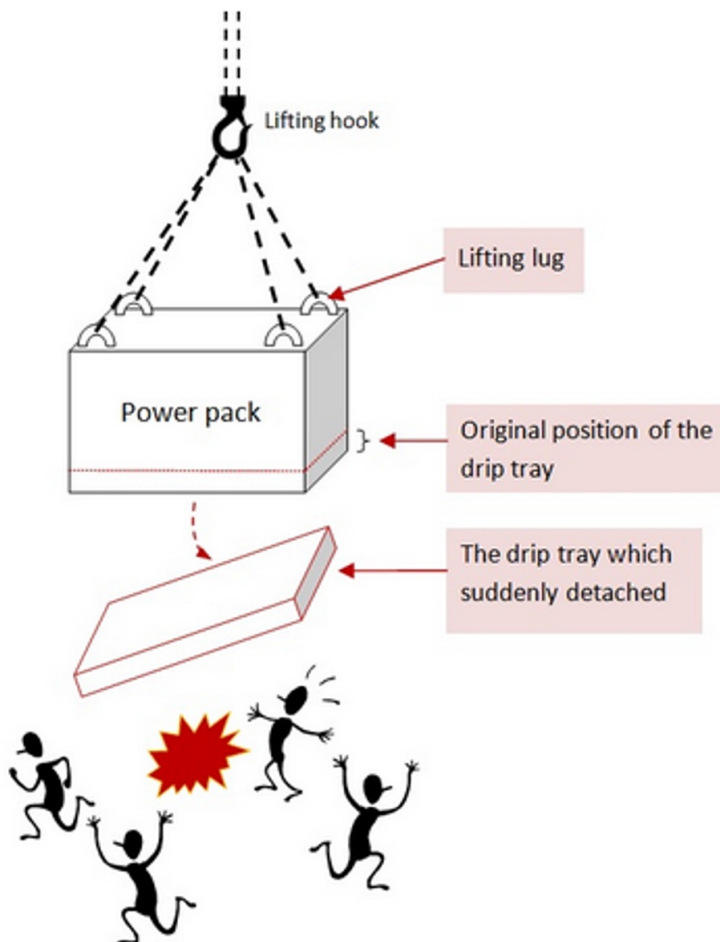 Lifting hook
Lifting lug
Power pack
Original position of the
drip tray
The drip tray which
suddenly detached